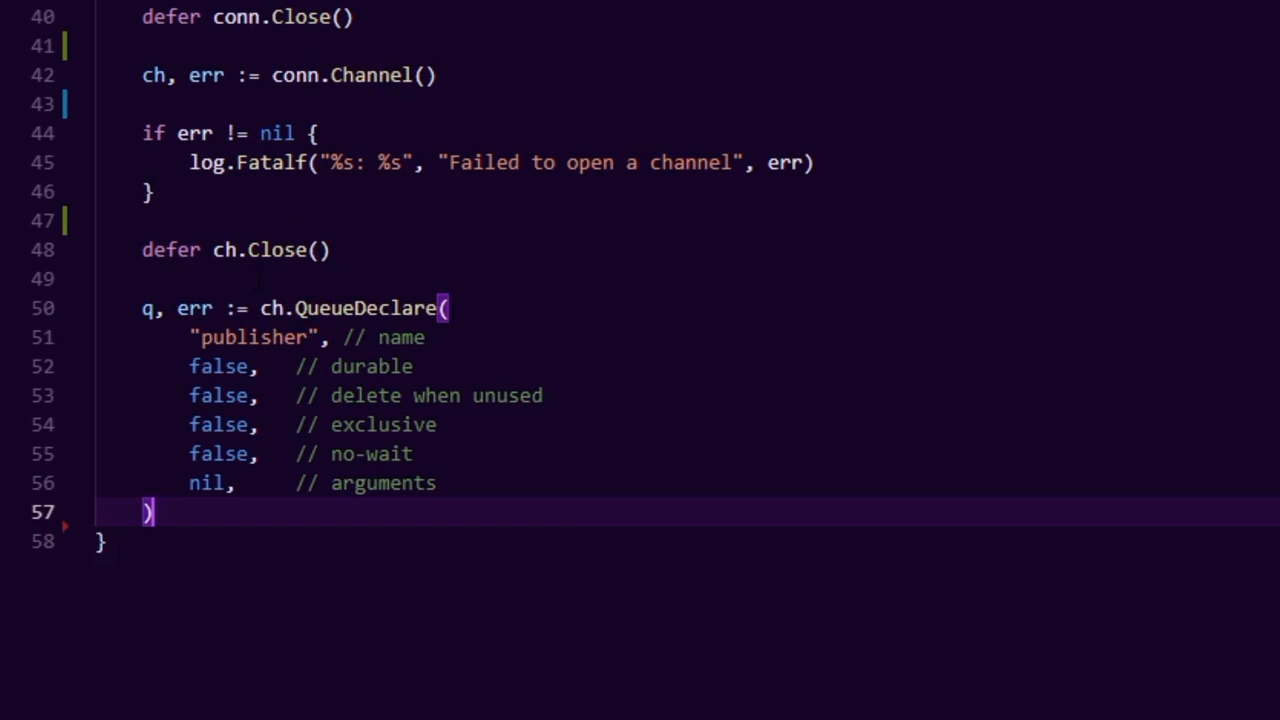 40 defer conn.Close()
41
42 ch, err := conn.Channel()
43
44 if err != nil {
45 log.Fatalf("%s: %s", "Failed to open a channel", err)
46 }
47
48 defer ch.Close()
49
50 q, err := ch.QueueDeclare(
51 "publisher", // name
52 false, // durable
53 false, // delete when unused
54 false, // exclusive
55 false, // no-wait
56 nil, // arguments
57 )
58 }